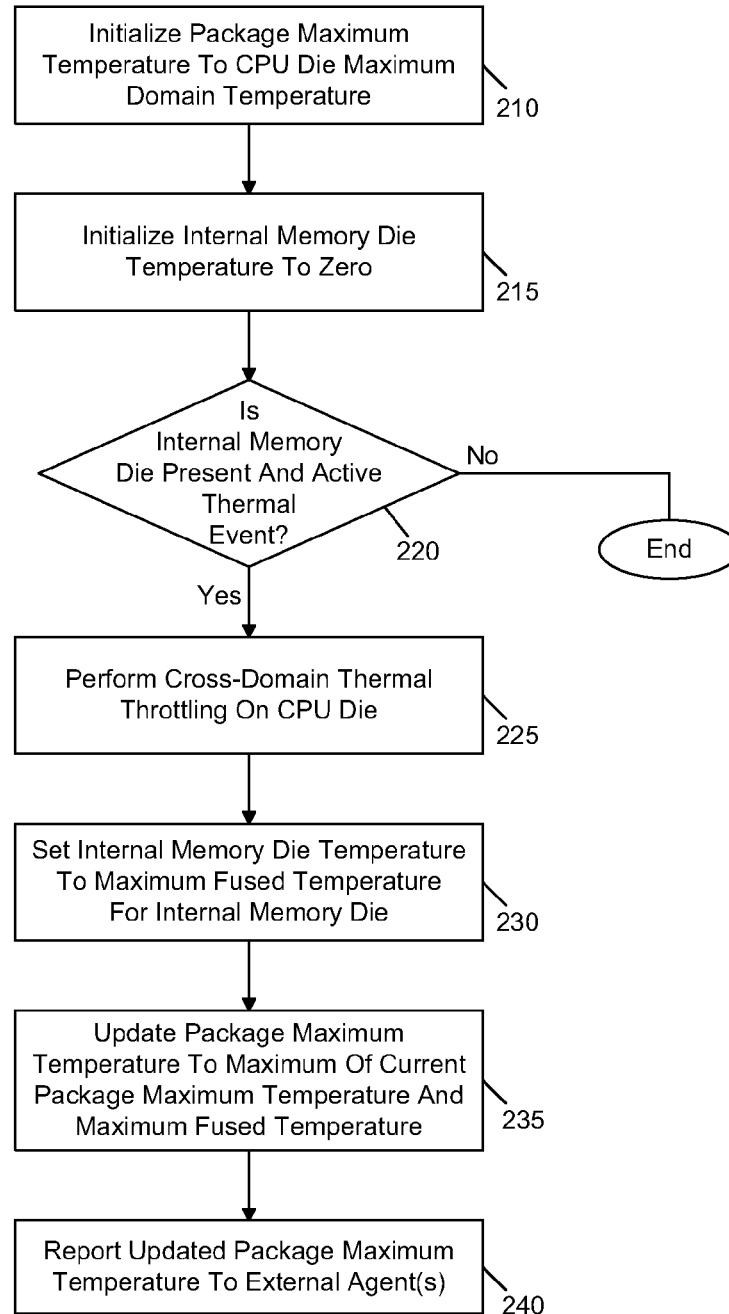 Initialize Package Maximum
Temperature To CPU Die Maximum
Domain Temperature
210
Initialize Internal Memory Die
Temperature To Zero
215
Is
Internal Memory
Die Present And Active
Thermal
Event?
220
No
End
Yes
Perform Cross-Domain Thermal
Throttling On CPU Die
225
Set Internal Memory Die Temperature
To Maximum Fused Temperature
For Internal Memory Die
230
Update Package Maximum
Temperature To Maximum Of Current
Package Maximum Temperature And
Maximum Fused Temperature
235
Report Updated Package Maximum
Temperature To External Agent(s)
240